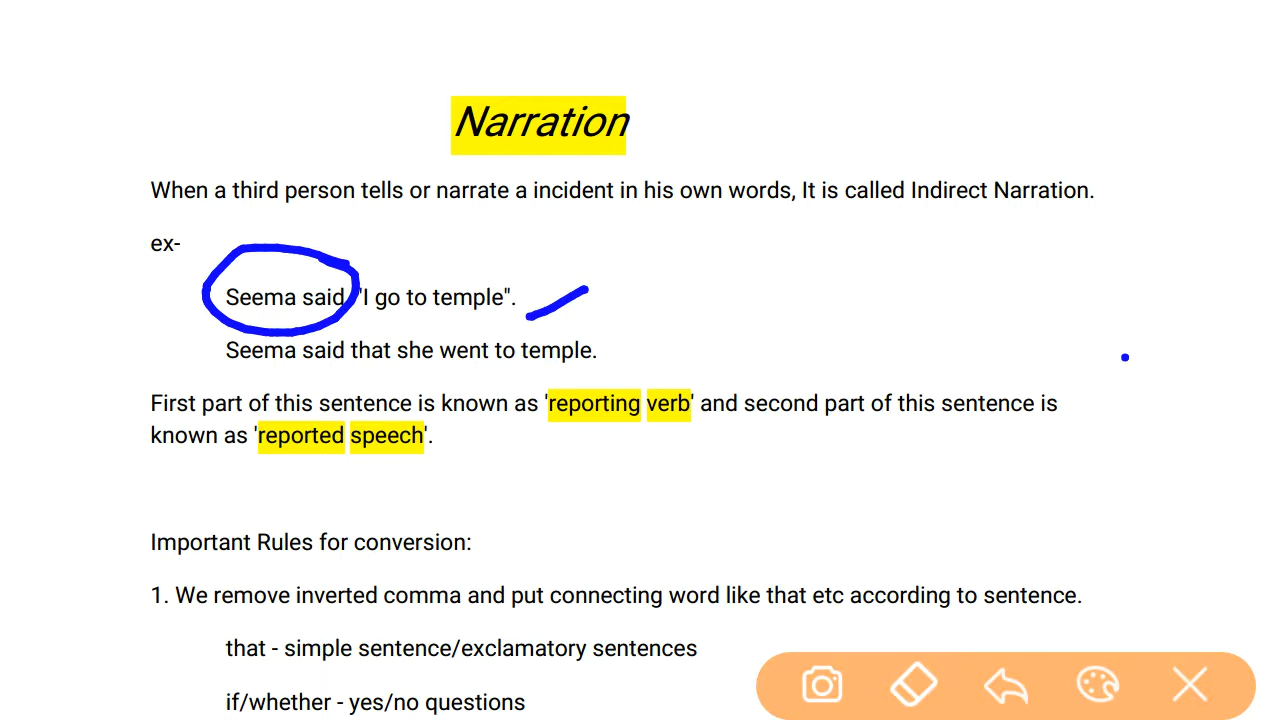 Narration
When a third person tells or narrate a incident in his own words, It is called Indirect Narration.
ex-
Seema said, "I go to temple".
Seema said that she went to temple.
First part of this sentence is known as 'reporting verb' and second part of this sentence is
known as 'reported speech'.
Important Rules for conversion:
1. We remove inverted comma and put connecting word like that etc according to sentence.
that - simple sentence/exclamatory sentences
if/whether - yes/no questions